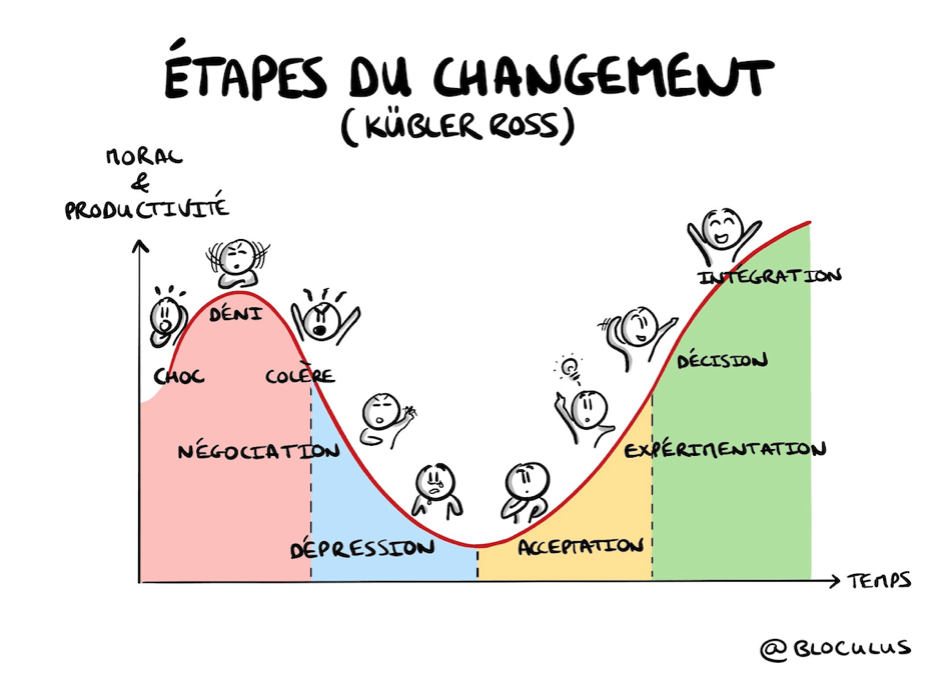 ÉTAPES DU CHANGEMENT
(KÜBLER ROSS)
MORAL
&
PRODUCTIVITÉ
CHOC
DÉNI
COLÈRE
NÉGOCIATION
DÉPRESSION
ACCEPTATION
EXPÉRIMENTATION
DÉCISION
INTEGRATION
TEMPS
@BLOCULUS